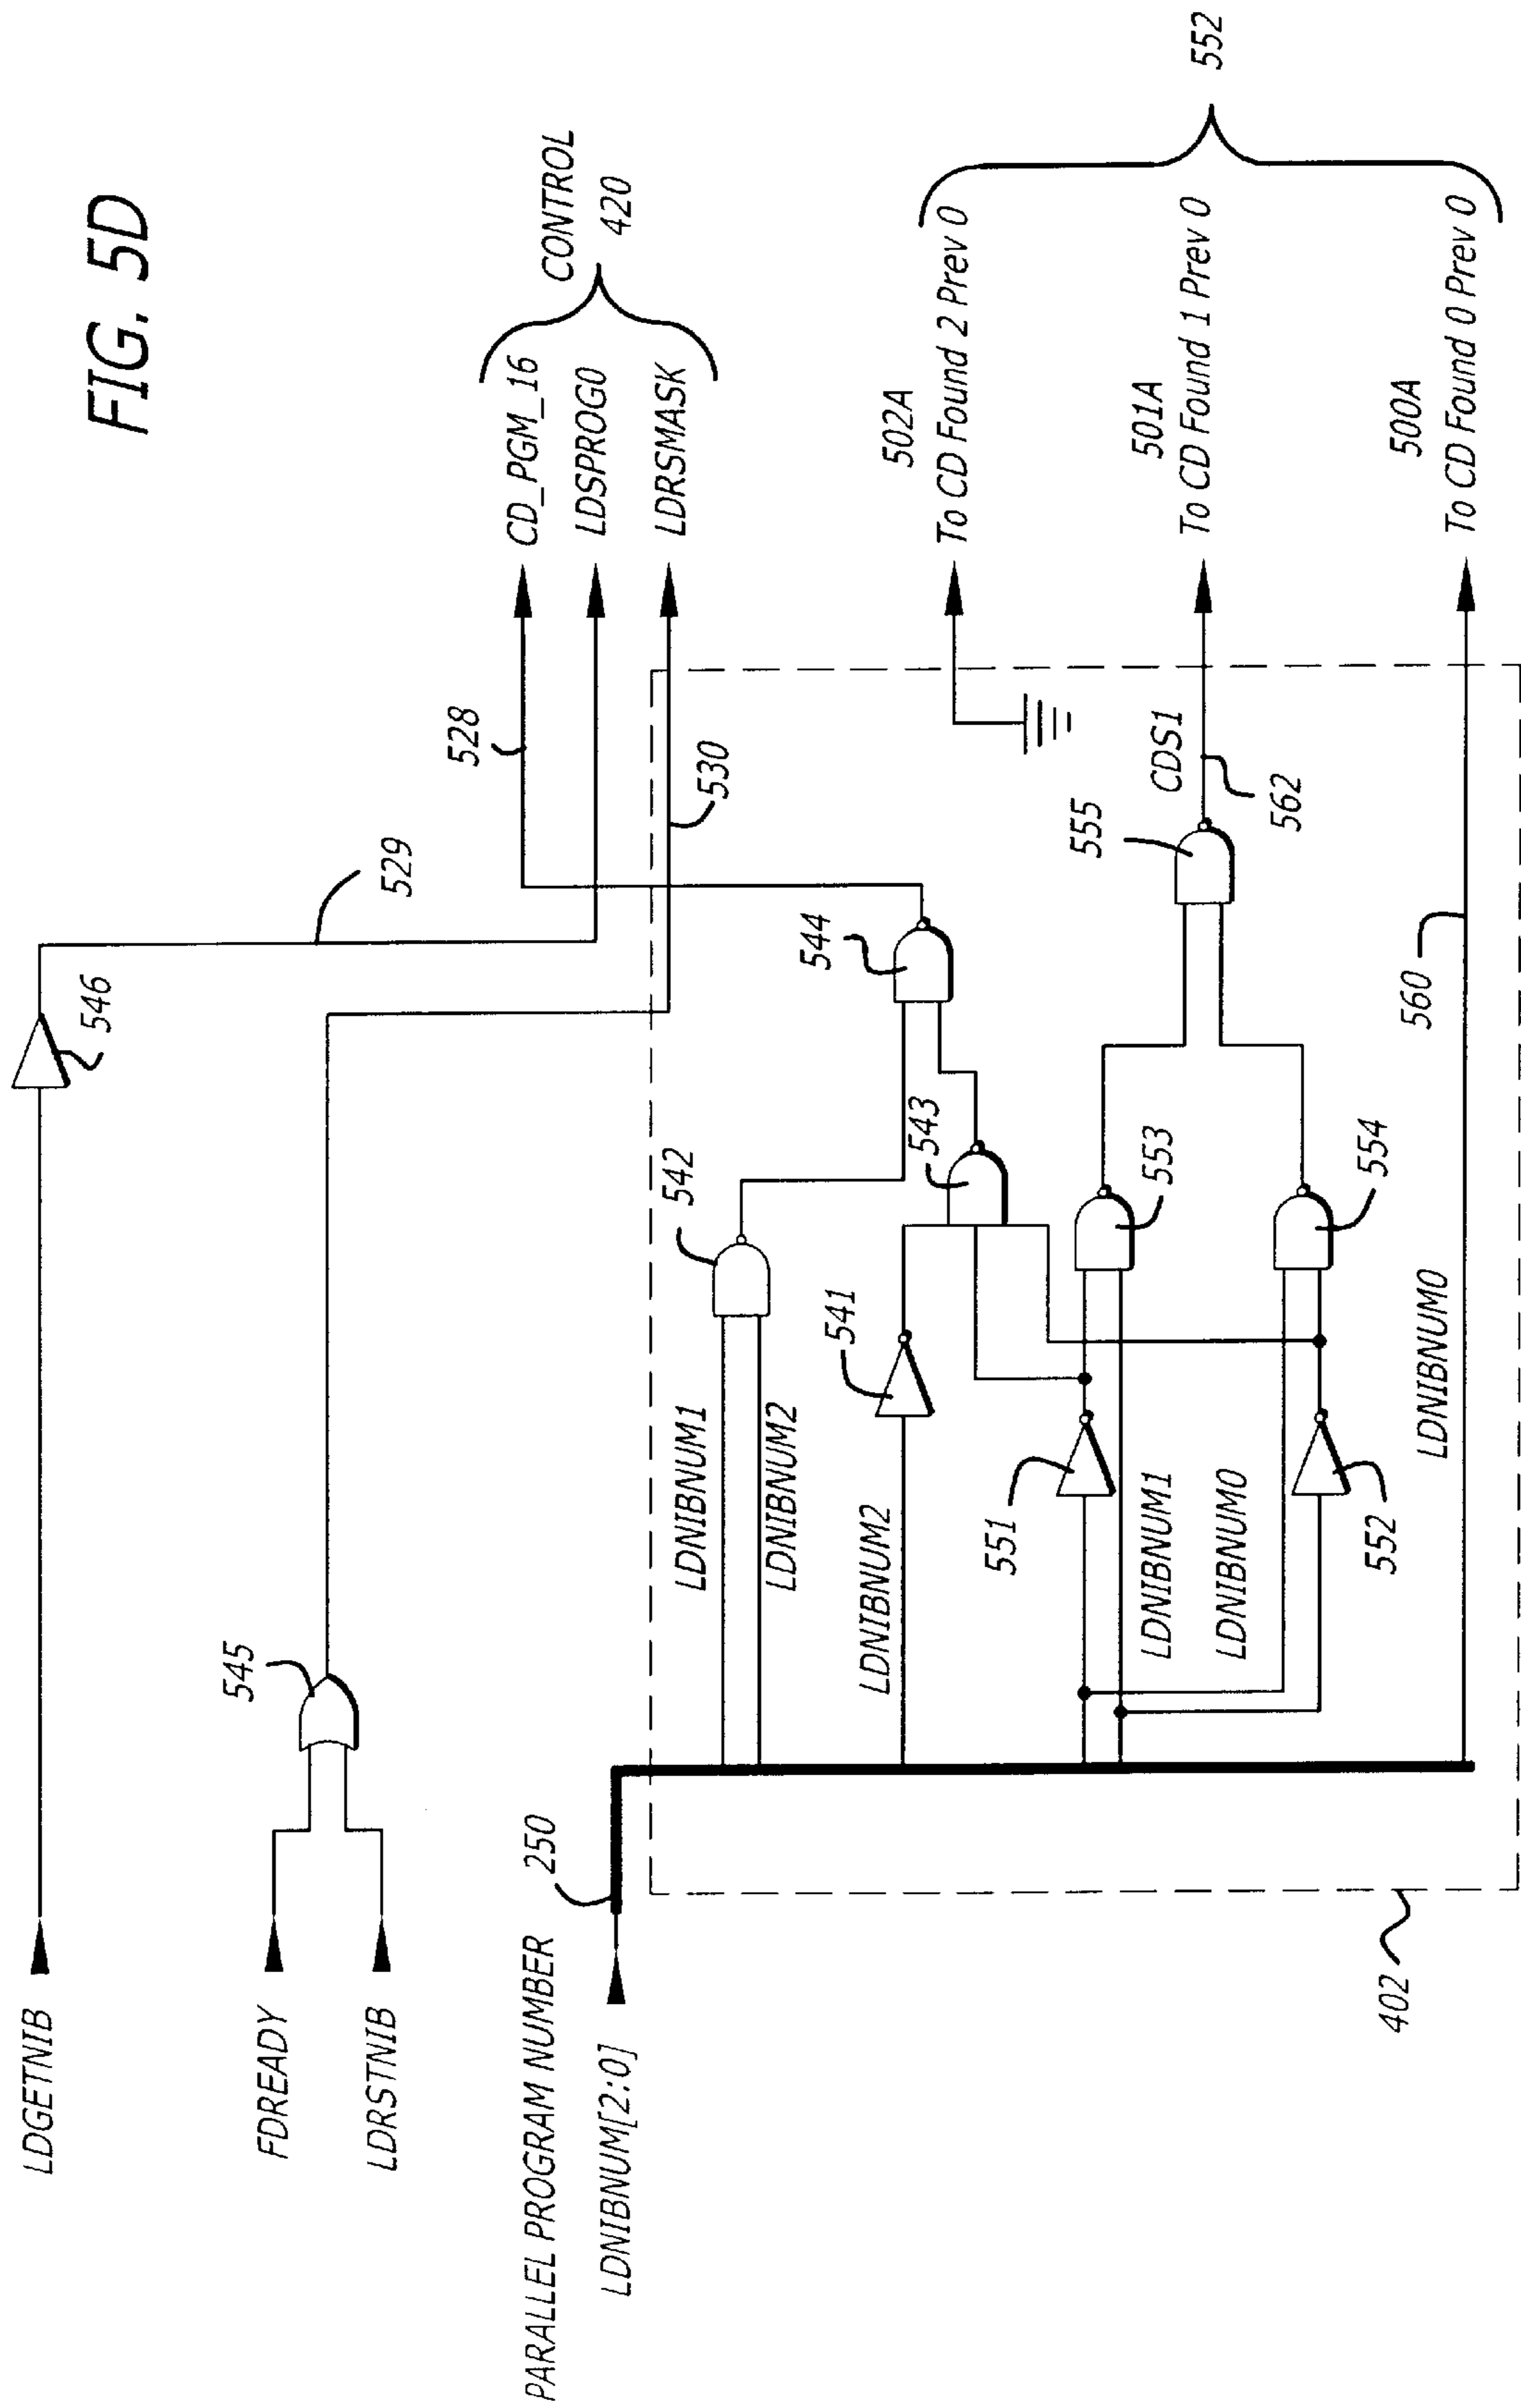 FIG. 5D
LDGETNIB
546
529
FDREADY
LDRSTNIB
545
PARALLEL PROGRAM NUMBER
250
LDNIBNUM[2:0]
528
CD_PGM_16
LDSPROG0
LDRSMASK
CONTROL
420
530
LDNIBNUM1
LDNIBNUM2
542
544
LDNIBNUM2
541
543
502A
To CD Found 2 Prev 0
551
LDNIBNUM1
LDNIBNUM0
553
555
CDS1
562
501A
To CD Found 1 Prev 0
552
552
554
LDNIBNUM0
560
500A
To CD Found 0 Prev 0
402